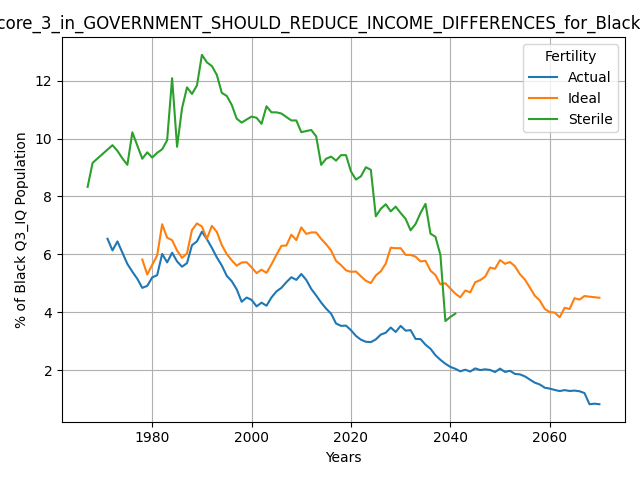 core_3_in_GOVERNMENT_SHOULD_REDUCE_INCOME_DIFFERENCES_for_Black
% of Black Q3_IQ Population
12
10
8
6
4
2
Fertility
Actual
Ideal
Sterile
1980 2000 2020 2040 2060
Years